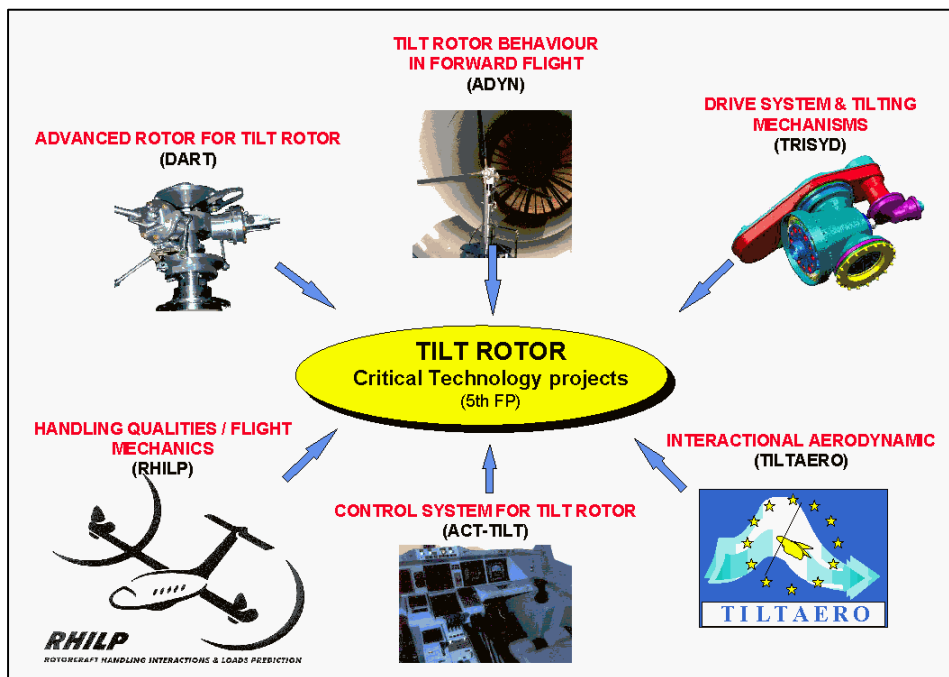 TILT ROTOR BEHAVIOUR
IN FORWARD FLIGHT
(ADYN)
ADVANCED ROTOR FOR TILT ROTOR
(DART)
DRIVE SYSTEM & TILTING
MECHANISMS
(TRISYD)
TILT ROTOR
Critical Technology projects
(5th FP)
HANDLING QUALITIES / FLIGHT
MECHANICS
(RHILP)
RHILP
ROTORCRAFT HANDLING INTERACTIONS & LOADS PREDICTION
CONTROL SYSTEM FOR TILT ROTOR
(ACT-TILT)
INTERACTIONAL AERODYNAMIC
(TILTAERO)
TILTAERO